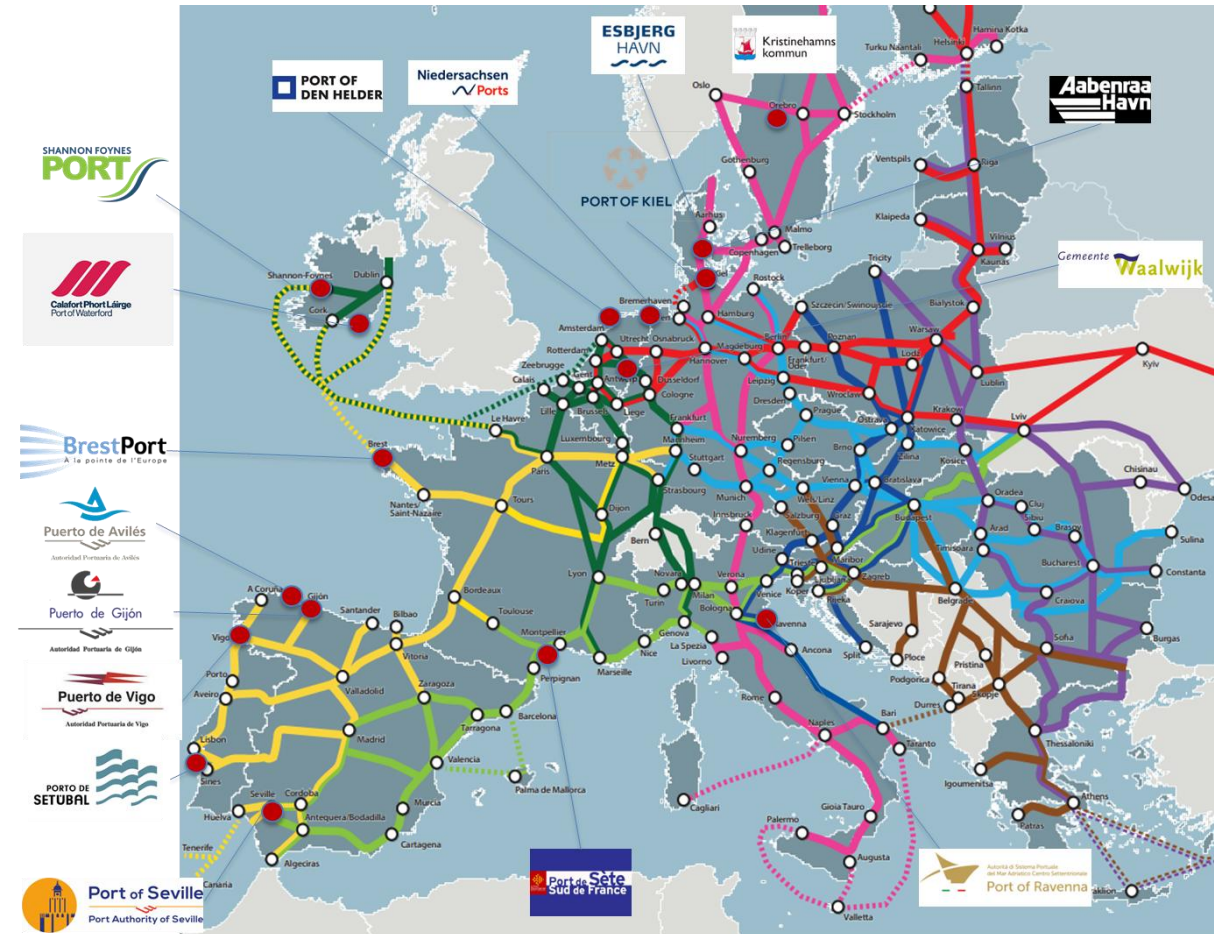 ESBJERG
HAVN
Kristinehamns
kommun
PORT OF
DEN HELDER
Niedersachsen
Ports
Aabenraa
Havn
SHANNON FOYNES
PORT
PORT OF KIEL
Calafort Phort Láirge
Port of Waterford
Gemeente
Waalwijk
BrestPort
A la pointe de l'Europe
Puerto de Avilés
Autoridad Portuaria de Avilés
Puerto de Gijón
Autoridad Portuaria de Gijón
Puerto de Vigo
Autoridad Portuaria de Vigo
PORTO DE
SETÚBAL
Port of Seville
Port Authority of Seville
Port de Sète
Sud de France
Autorità di Sistema Portuale
del Mare Adriatico Centro Settentrionale
Port of Ravenna
Helsinki
Hamina Kotka
Turku Naantali
Tallinn
Oslo
Orebro
Stockholm
Gothenburg
Ventspils
Klaipeda
Vilnius
Kaunas
Aarhus
Malmo
Copenhagen
Trelleborg
Tricity
Rostock
Szczecin/Swinoujscie
Bialystok
Shannon-Foynes
Dublin
Cork
Bremerhaven
Hamburg
Amsterdam
Utrecht
Osnabruck
Rotterdam
Hannover
Magdeburg
Berlin
Frankfurt/
Oder
Poznan
Warsaw
Lodz
Lublin
Kyiv
Zeebrugge
Calais
Gent
Antwerp
Dusseldorf
Cologne
Lille
Brussels
Liege
Leipzig
Dresden
Wroclaw
Le Havre
Luxembourg
Frankfurt
Mannheim
Prague
Pilsen
Ostrava
Katowice
Krakow
Lviv
Brest
Paris
Metz
Stuttgart
Nuremberg
Regensburg
Brno
Zilina
Kosice
Chisinau
Odesa
Nantes/
Saint-Nazaire
Tours
Strasbourg
Munich
Wels/Linz
Vienna
Bratislava
Dijon
Bern
Innsbruck
Salzburg
Graz
Budapest
Klagenfurt
Oradea
Cluj
Sibiu
Arad
Brasov
Timisoara
Sulina
Constanta
Bucharest
Craiova
Lyon
Novara
Milan
Turin
Verona
Udine
Trieste
Venice
Koper
Maribor
Ljubljana
Rijeka
Zagreb
Belgrade
Bologna
A Coruña
Gijón
Santander
Bilbao
Bordeaux
Toulouse
Montpellier
Vigo
Vitoria
Nice
Genova
La Spezia
Livorno
Ancona
Sarajevo
Split
Ploce
Sofia
Burgas
Porto
Aveiro
Valladolid
Zaragoza
Perpignan
Marseille
Podgorica
Pristina
Tirana
Skopje
Durres
Lisbon
Madrid
Tarragona
Barcelona
Rome
Naples
Bari
Taranto
Thessaloniki
Sines
Valencia
Palma de Mallorca
Igoumenitsa
Seville
Cordoba
Murcia
Cagliari
Palermo
Gioia Tauro
Athens
Huelva
Antequera/Bodadilla
Cartagena
Patras
Tenerife
Algeciras
Augusta
Canaria
Valletta